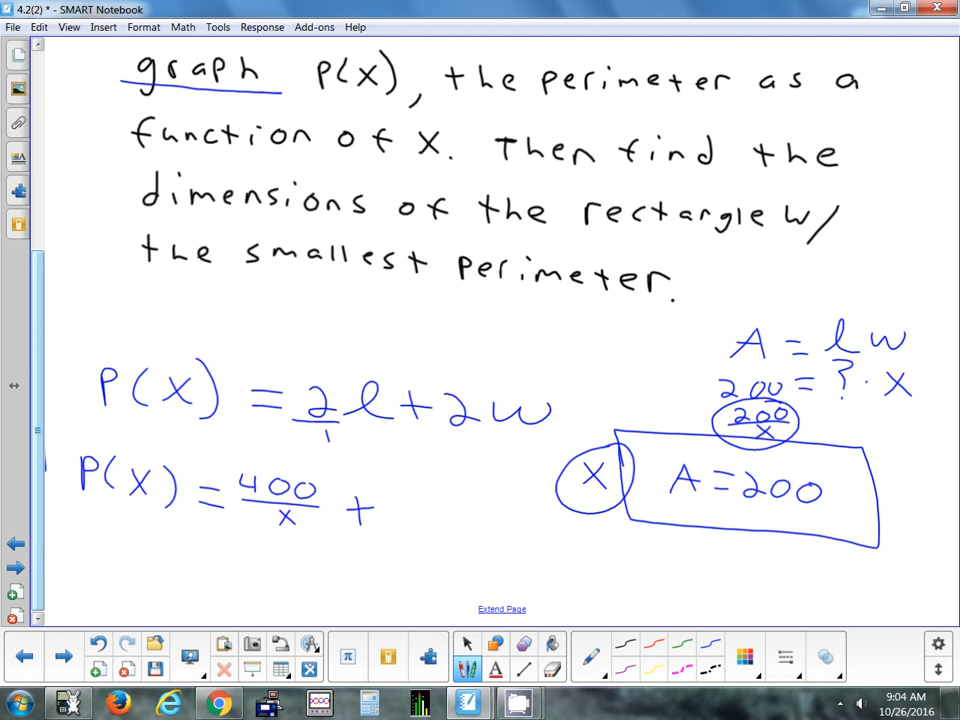 4.2(2) * - SMART Notebook
File Edit View Insert Format Math Tools Response Add-ons Help
graph P(x), the perimeter as a
function of x. Then find the
dimensions of the rectangle w/
the smallest perimeter.
A = lw
200 = ? · x
200/x
P(x) = 2/1 l + 2w
x A = 200
P(x) = 400/x +
Extend Page
9:04 AM
10/26/2016